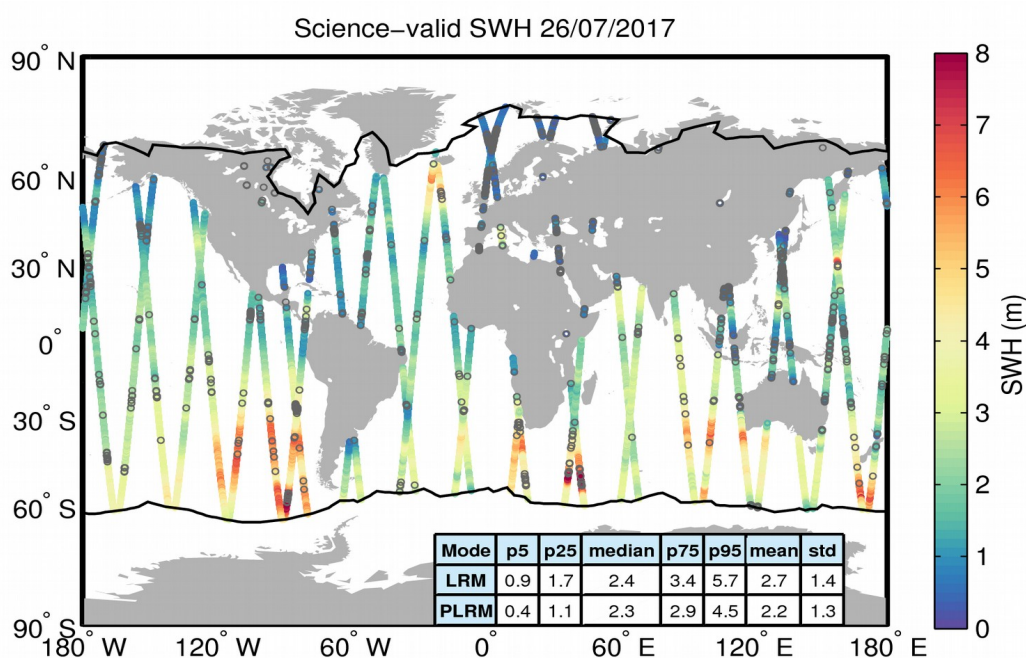 Science−valid SWH 26/07/2017
90° N
60° N
30° N
0°
30° S
60° S
90° S
180° W
120° W
60° W
0°
60° E
120° E
180° E
8
7
6
5
4
3
2
1
0
SWH (m)
Mode p5 p25 median p75 p95 mean std
LRM 0.9 1.7 2.4 3.4 5.7 2.7 1.4
PLRM 0.4 1.1 2.3 2.9 4.5 2.2 1.3